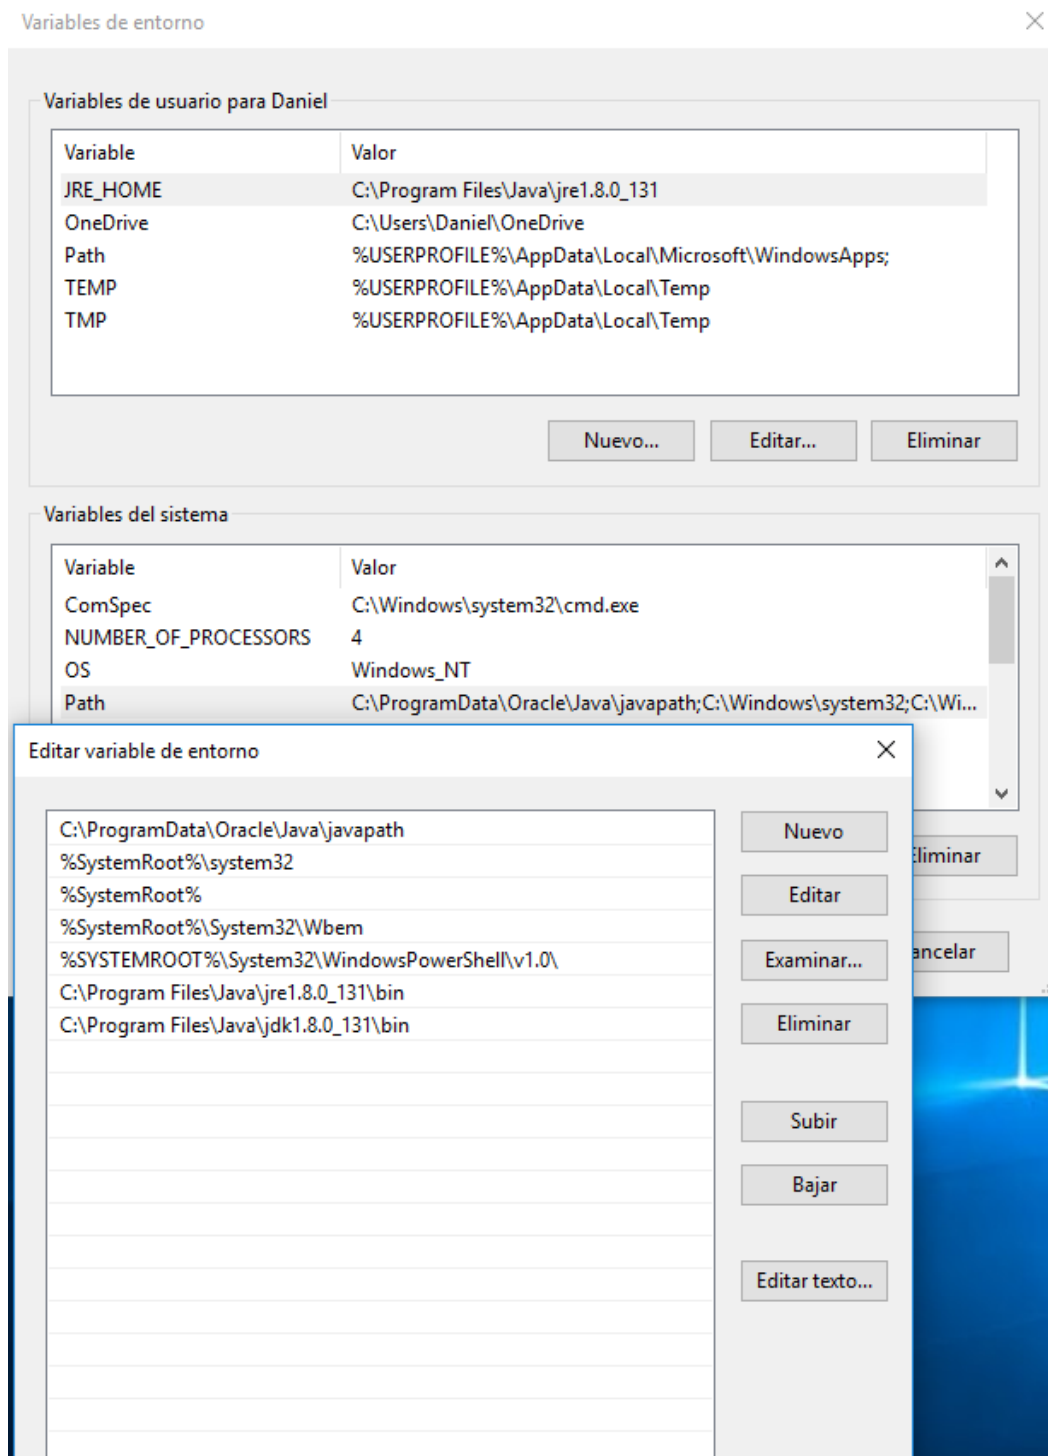 Variables de entorno
Variables de usuario para Daniel
Variable Valor
JRE_HOME C:\Program Files\Java\jre1.8.0_131
OneDrive C:\Users\Daniel\OneDrive
Path %USERPROFILE%\AppData\Local\Microsoft\WindowsApps;
TEMP %USERPROFILE%\AppData\Local\Temp
TMP %USERPROFILE%\AppData\Local\Temp
Nuevo... Editar... Eliminar
Variables del sistema
Variable Valor
ComSpec C:\Windows\system32\cmd.exe
NUMBER_OF_PROCESSORS 4
OS Windows_NT
Path C:\ProgramData\Oracle\Java\javapath;C:\Windows\system32;C:\Wi...
Eliminar
ancelar
Editar variable de entorno
C:\ProgramData\Oracle\Java\javapath
%SystemRoot%\system32
%SystemRoot%
%SystemRoot%\System32\Wbem
%SYSTEMROOT%\System32\WindowsPowerShell\v1.0\
C:\Program Files\Java\jre1.8.0_131\bin
C:\Program Files\Java\jdk1.8.0_131\bin
Nuevo
Editar
Examinar...
Eliminar
Subir
Bajar
Editar texto...